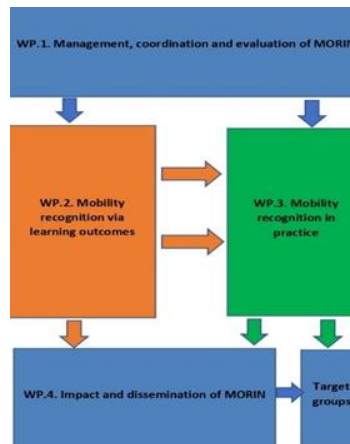 WP.1. Management, coordination and evaluation of MORIN
WP.2. Mobility
recognition via
learning outcomes
WP.3. Mobility
recognition in
practice
WP.4. Impact and dissemination of MORIN
Target
groups